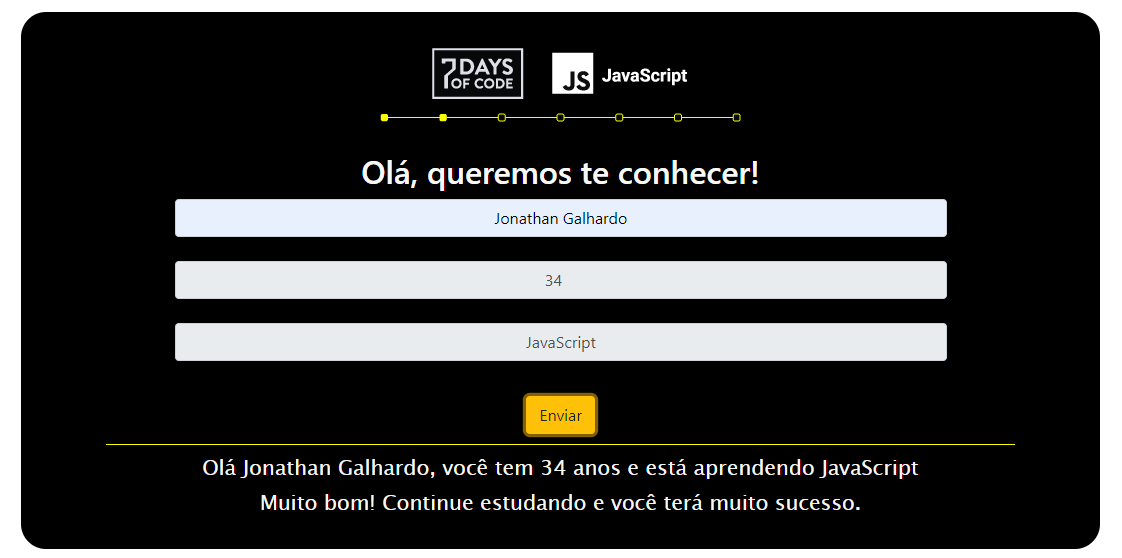 7DAYS
OF CODE
JS JavaScript
Olá, queremos te conhecer!
Jonathan Galhardo
34
JavaScript
Enviar
Olá Jonathan Galhardo, você tem 34 anos e está aprendendo JavaScript
Muito bom! Continue estudando e você terá muito sucesso.